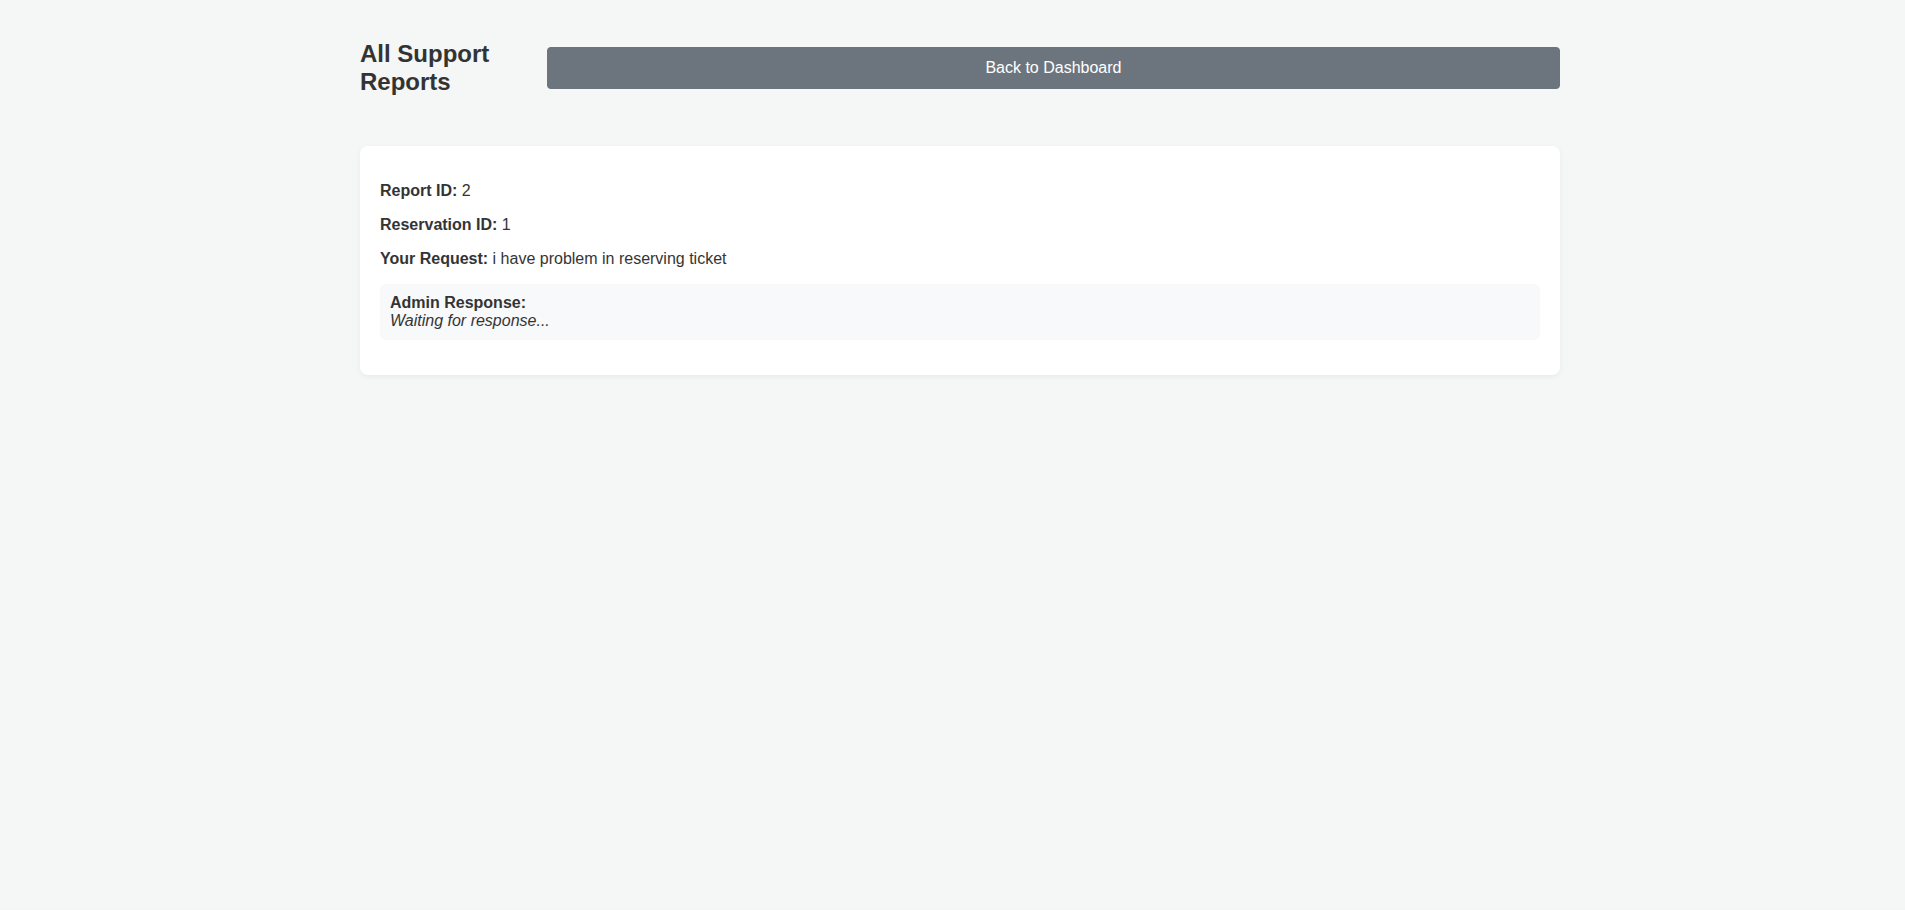 All Support
Reports
Back to Dashboard
Report ID: 2
Reservation ID: 1
Your Request: i have problem in reserving ticket
Admin Response:
Waiting for response...